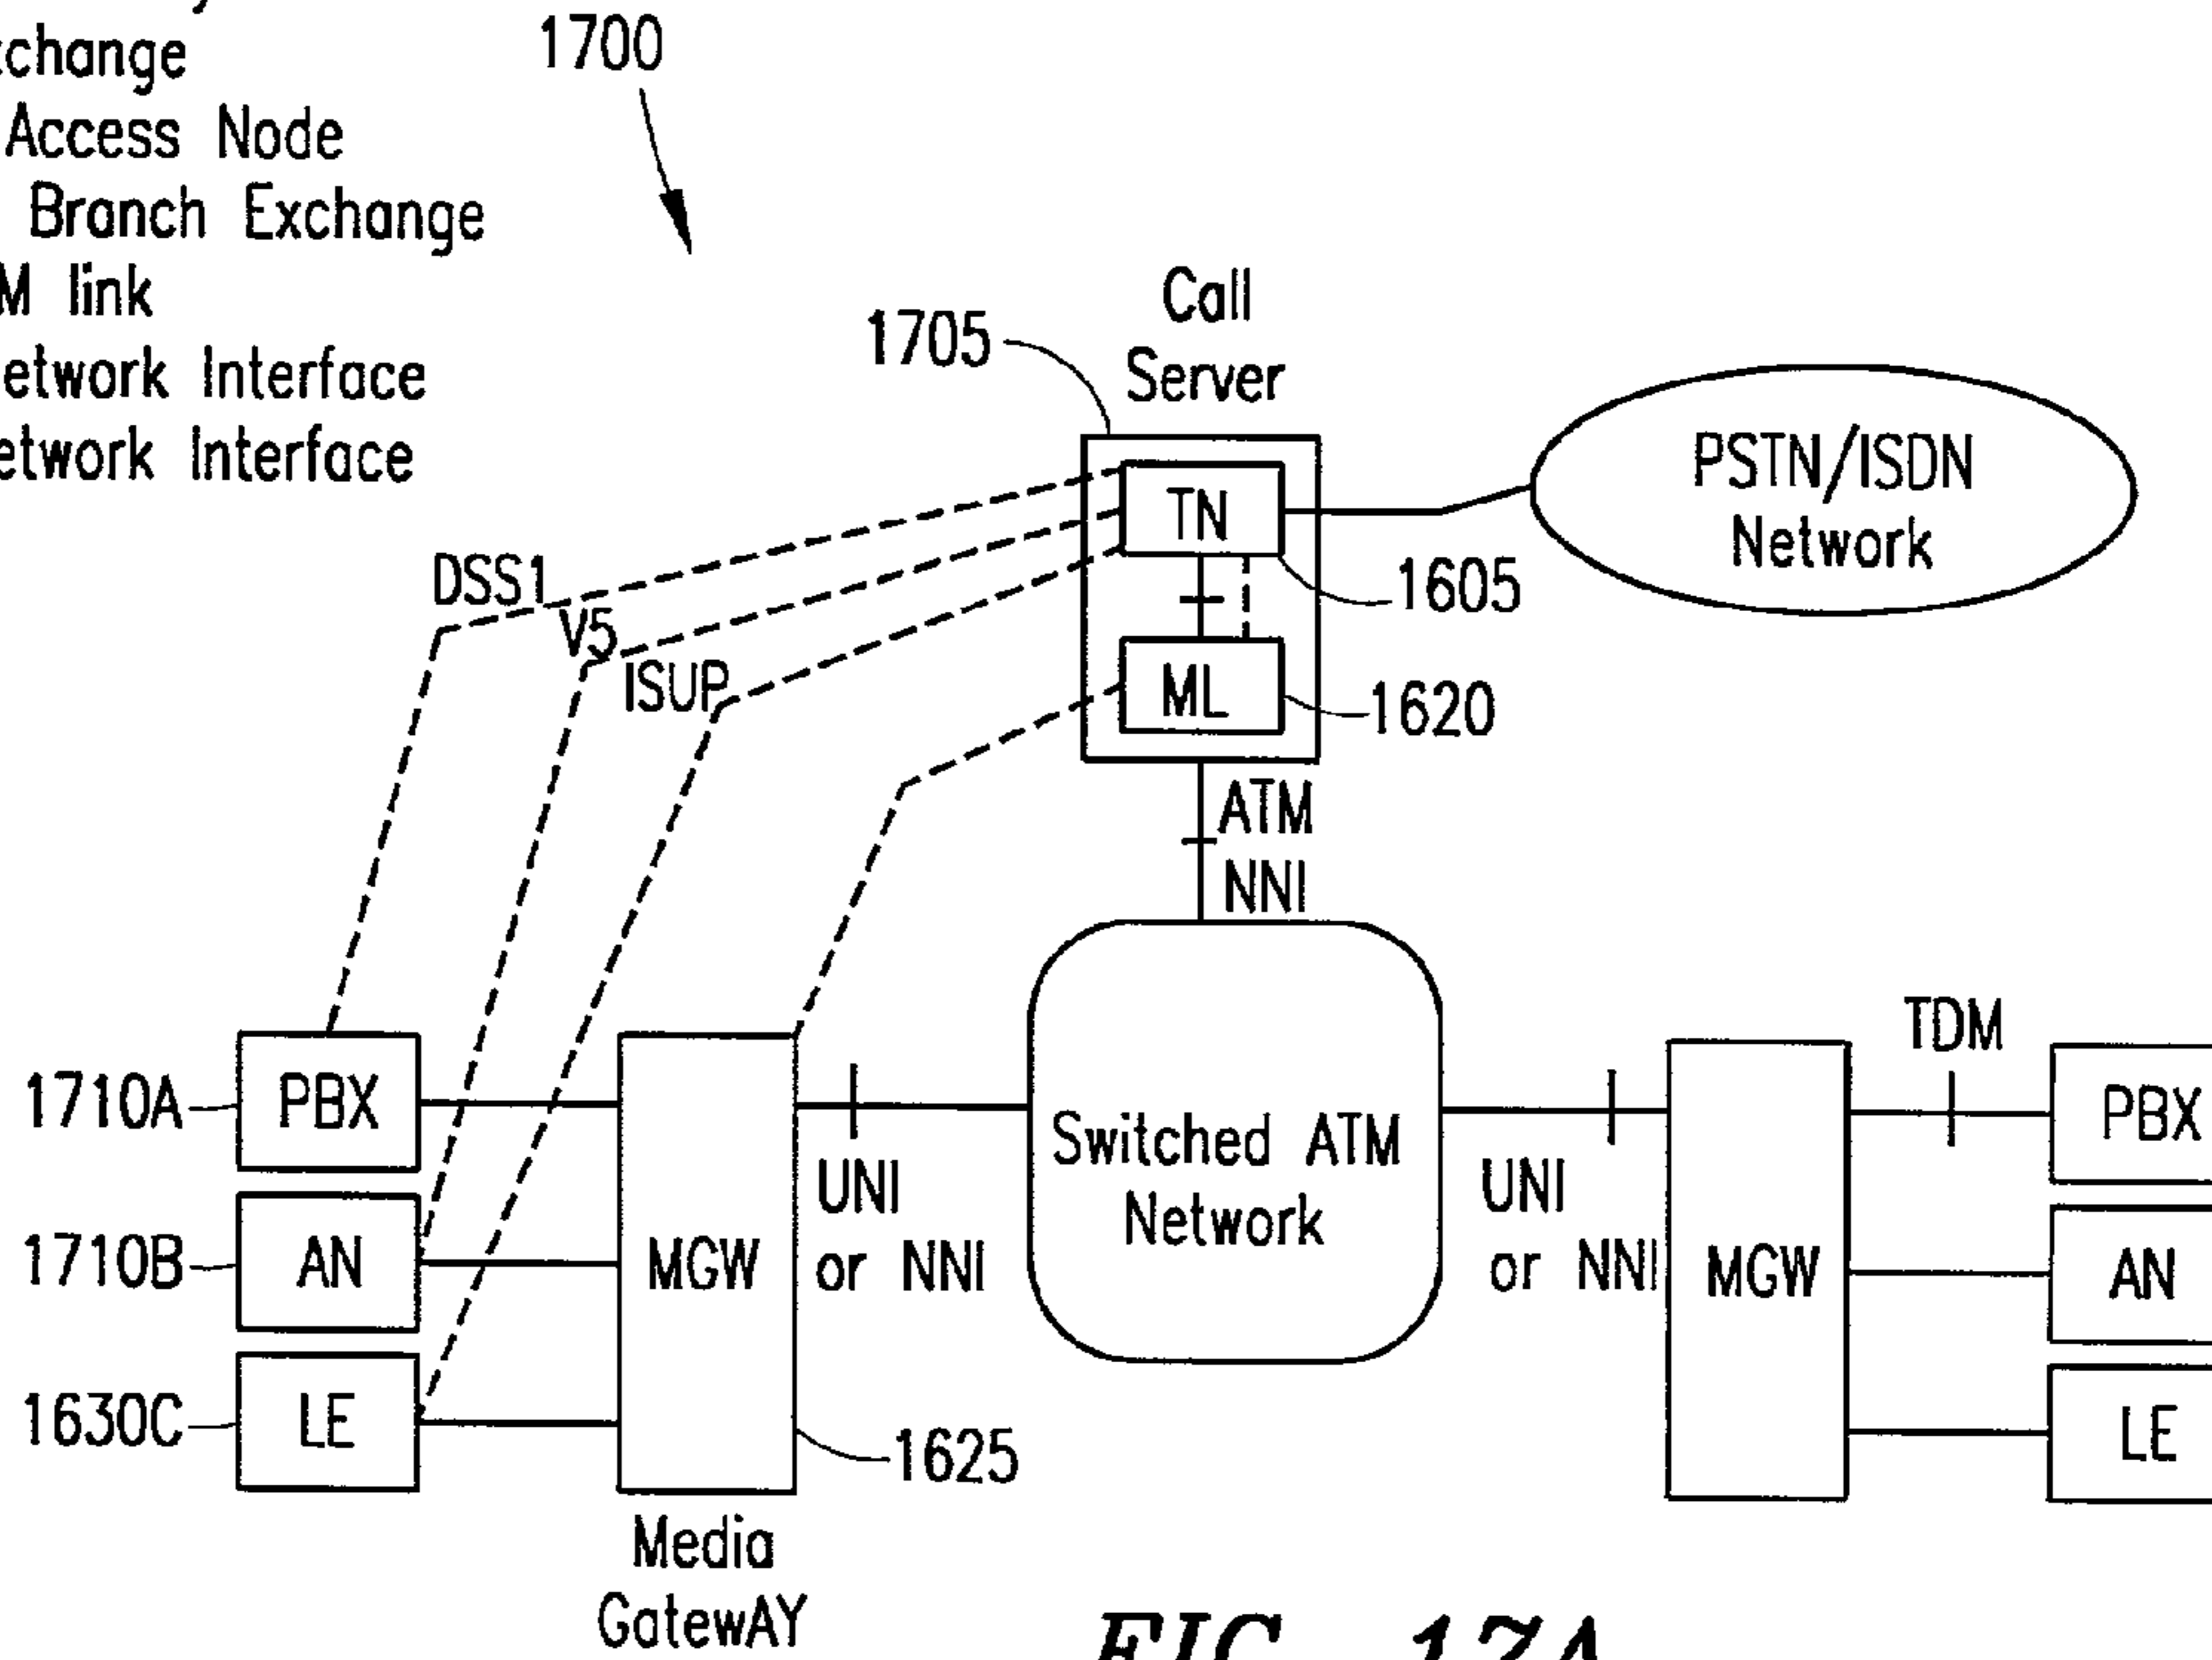 xchange
1700
Access Node
Branch Exchange
M link
etwork Interface
etwork Interface
Call
Server
1705
PSTN/ISDN
Network
TN
1605
DSS1
V5
ISUP
ML
1620
ATM
NNI
TDM
1710A
PBX
Switched ATM
Network
PBX
UNI
or NNI
UNI
or NNI
1710B
AN
MGW
MGW
AN
1630C
LE
1625
LE
Media
GatewAY
FIG. 17A